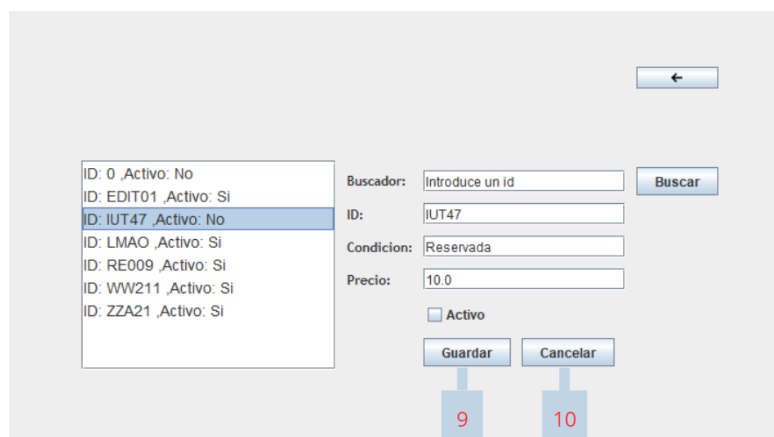 ←
ID: 0 ,Activo: No
ID: EDIT01 ,Activo: Si
ID: IUT47 ,Activo: No
ID: LMAO ,Activo: Si
ID: RE009 ,Activo: Si
ID: WW211 ,Activo: Si
ID: ZZA21 ,Activo: Si
Buscador: Introduce un id Buscar
ID: IUT47
Condicion: Reservada
Precio: 10.0
Activo
Guardar Cancelar
9 10